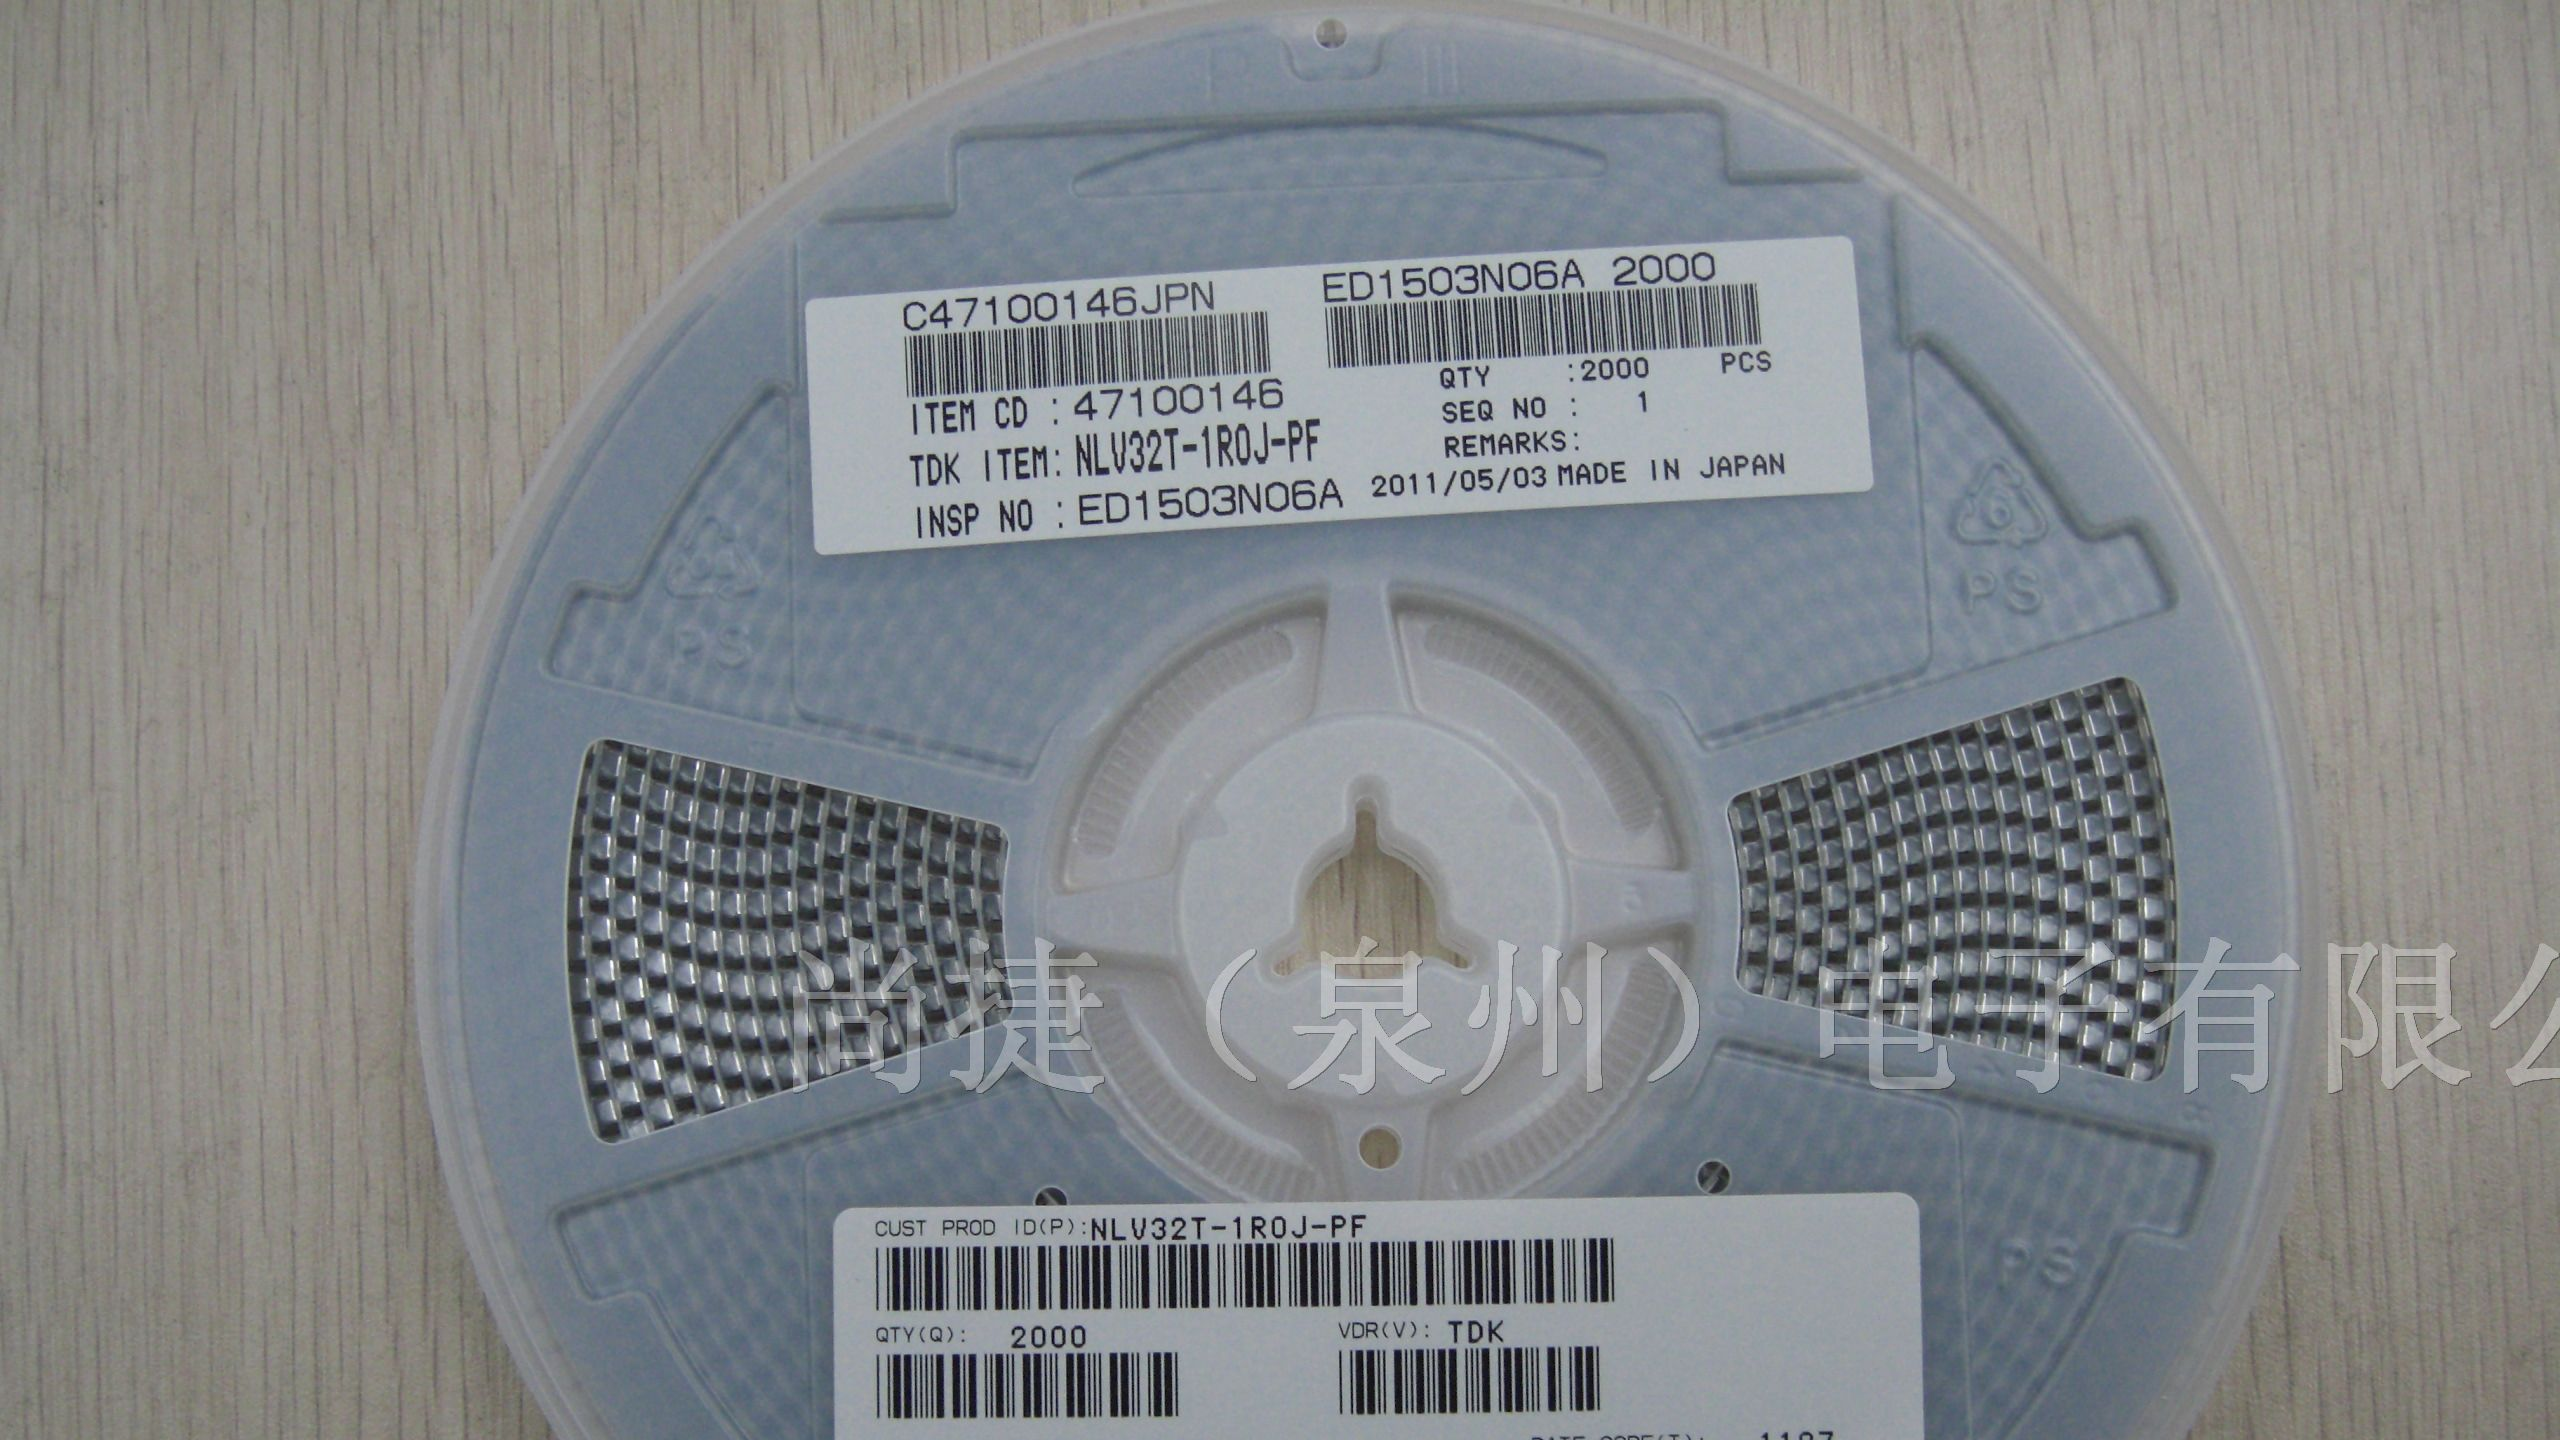 C47100146JPN ED1503N06A 2000
ITEM CD : 47100146 QTY :2000 PCS
TDK ITEM: NLV32T-1R0J-PF SEQ NO : 1
REMARKS:
INSP NO : ED1503N06A 2011/05/03 MADE IN JAPAN
6
PS
PS
尚捷（泉州）电子有限公
PS
CUST PROD ID(P):NLV32T-1R0J-PF
QTY(Q): 2000 VDR(V): TDK